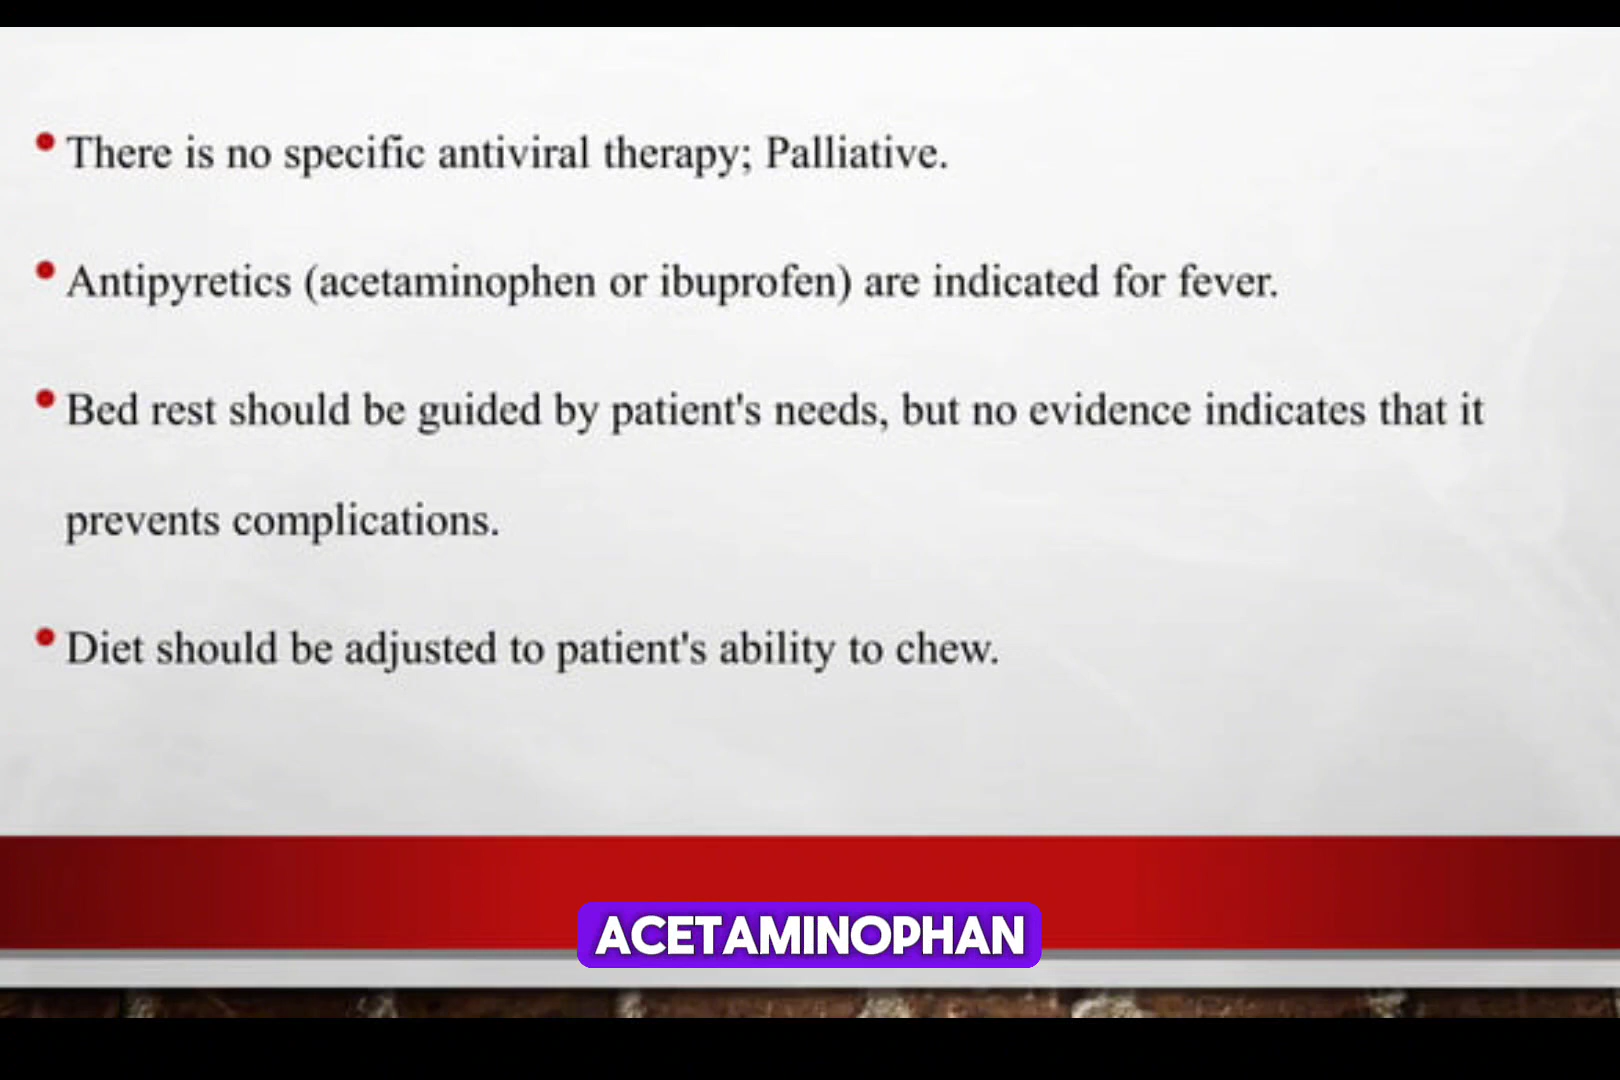 • There is no specific antiviral therapy; Palliative.
• Antipyretics (acetaminophen or ibuprofen) are indicated for fever.
• Bed rest should be guided by patient's needs, but no evidence indicates that it
prevents complications.
• Diet should be adjusted to patient's ability to chew.
ACETAMINOPHAN